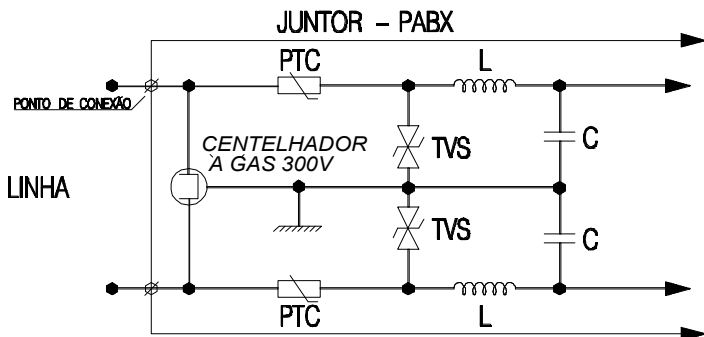 JUNTOR - PABX
PTC
L
PONTO DE CONEXÃO
CENTELHADOR
À GÁS 300V
TVS
C
LINHA
TVS
C
PTC
L